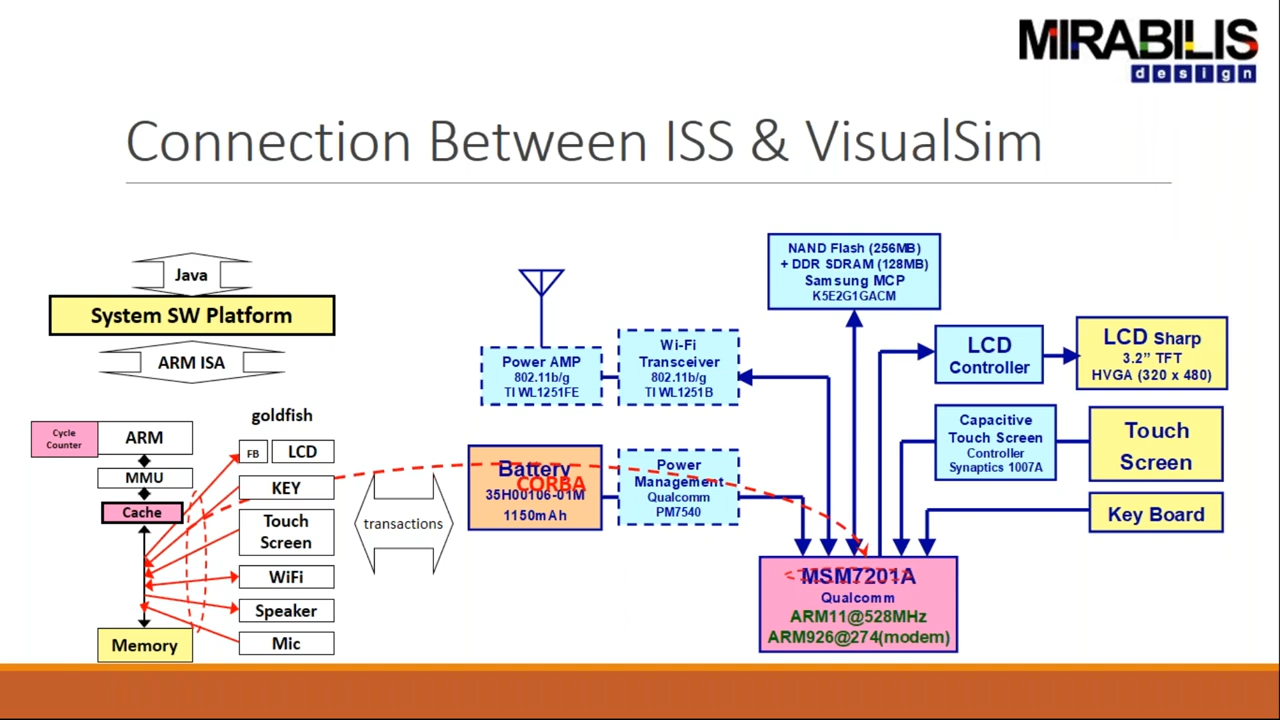 MIRABILIS
design
Connection Between ISS & VisualSim
Java
System SW Platform
ARM ISA
goldfish
Cycle
Counter
ARM
MMU
Cache
Memory
FB
LCD
KEY
Touch
Screen
WiFi
Speaker
Mic
transactions
Power AMP
802.11b/g
TI WL1251FE
Wi-Fi
Transceiver
802.11b/g
TI WL1251B
Battery
CORBA
35H00106-01M
1150mAh
Power
Management
Qualcomm
PM7540
NAND Flash (256MB)
+ DDR SDRAM (128MB)
Samsung MCP
K5E2G1GACM
LCD
Controller
LCD Sharp
3.2” TFT
HVGA (320 x 480)
Capacitive
Touch Screen
Controller
Synaptics 1007A
Touch
Screen
Key Board
MSM7201A
Qualcomm
ARM11@528MHz
ARM926@274(modem)